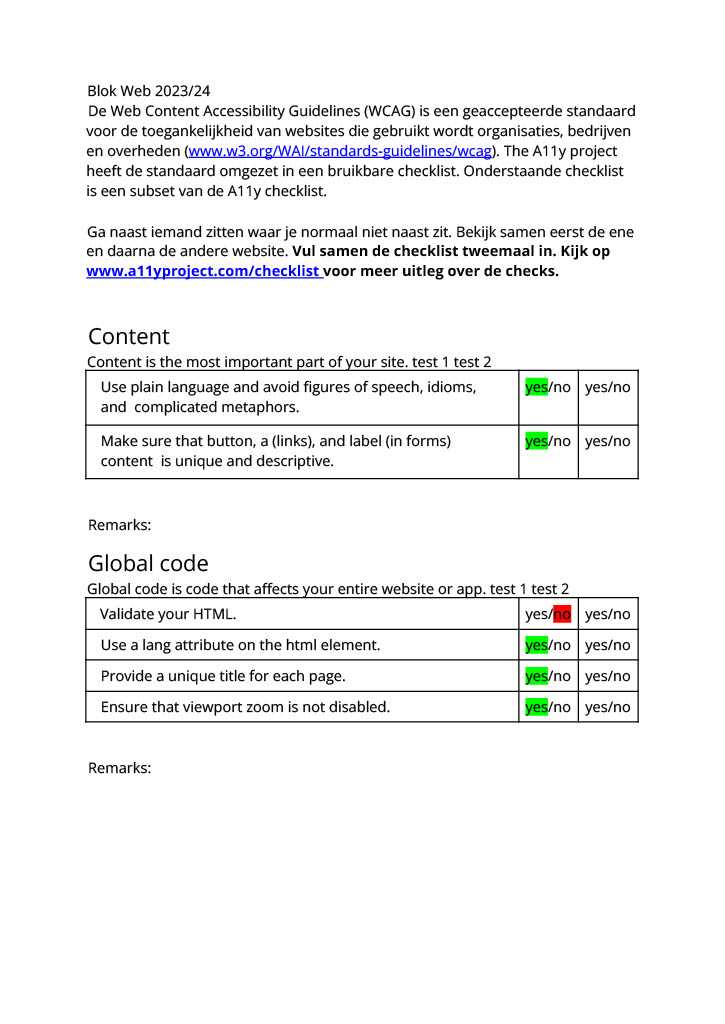 Blok Web 2023/24
De Web Content Accessibility Guidelines (WCAG) is een geaccepteerde standaard
voor de toegankelijkheid van websites die gebruikt wordt organisaties, bedrijven
en overheden (www.w3.org/WAI/standards-guidelines/wcag). The A11y project
heeft de standaard omgezet in een bruikbare checklist. Onderstaande checklist
is een subset van de A11y checklist.
Ga naast iemand zitten waar je normaal niet naast zit. Bekijk samen eerst de ene
en daarna de andere website. Vul samen de checklist tweemaal in. Kijk op
www.a11yproject.com/checklist voor meer uitleg over de checks.
Content
Content is the most important part of your site. test 1 test 2
Use plain language and avoid figures of speech, idioms, yes/no yes/no
and complicated metaphors.
Make sure that button, a (links), and label (in forms) yes/no yes/no
content is unique and descriptive.
Remarks:
Global code
Global code is code that affects your entire website or app. test 1 test 2
Validate your HTML. yes/no yes/no
Use a lang attribute on the html element. yes/no yes/no
Provide a unique title for each page. yes/no yes/no
Ensure that viewport zoom is not disabled. yes/no yes/no
Remarks: